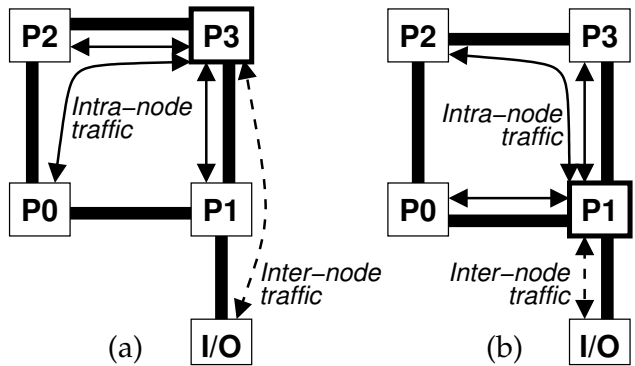 P2
P3
Intra-node
traffic
P0
P1
Inter-node
traffic
(a)
I/O
P2
P3
Intra-node
traffic
P0
P1
Inter-node
traffic
(b)
I/O